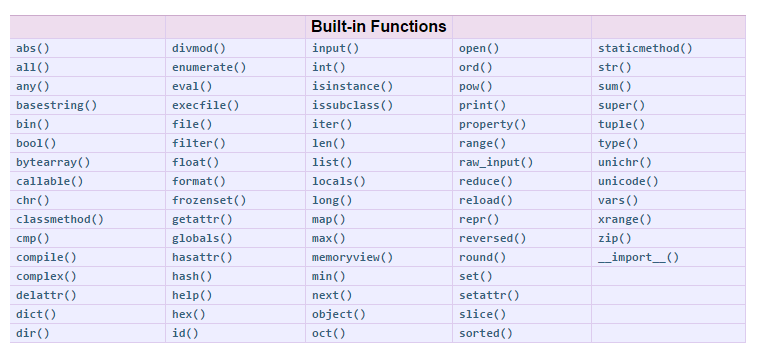 Built-in Functions
abs() divmod() input() open() staticmethod()
all() enumerate() int() ord() str()
any() eval() isinstance() pow() sum()
basestring() execfile() issubclass() print() super()
bin() file() iter() property() tuple()
bool() filter() len() range() type()
bytearray() float() list() raw_input() unichr()
callable() format() locals() reduce() unicode()
chr() frozenset() long() reload() vars()
classmethod() getattr() map() repr() xrange()
cmp() globals() max() reversed() zip()
compile() hasattr() memoryview() round() __import__()
complex() hash() min() set()
delattr() help() next() setattr()
dict() hex() object() slice()
dir() id() oct() sorted()